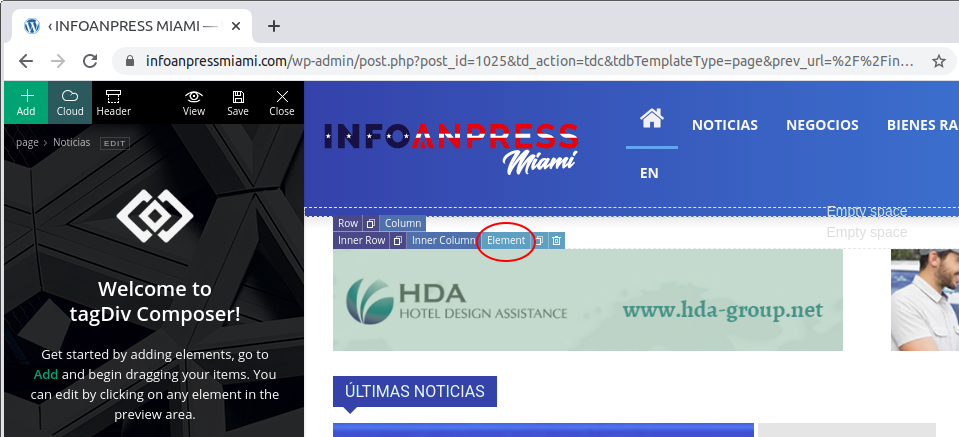 ‹ INFOANPRESS MIAMI —
infoanpressmiami.com/wp-admin/post.php?post_id=1025&td_action=tdc&tdbTemplateType=page&prev_url=%2F%2Fin...
Add Cloud Header View Save Close
page › Noticias EDIT
INFOANPRESS
Miami
NOTICIAS NEGOCIOS BIENES RA
EN
Empty space
Empty space
Row Column
Inner Row Inner Column Element
HDA
HOTEL DESIGN ASSISTANCE
www.hda-group.net
Welcome to
tagDiv Composer!
Get started by adding elements, go to
Add and begin dragging your items. You
can edit by clicking on any element in the
preview area.
ÚLTIMAS NOTICIAS